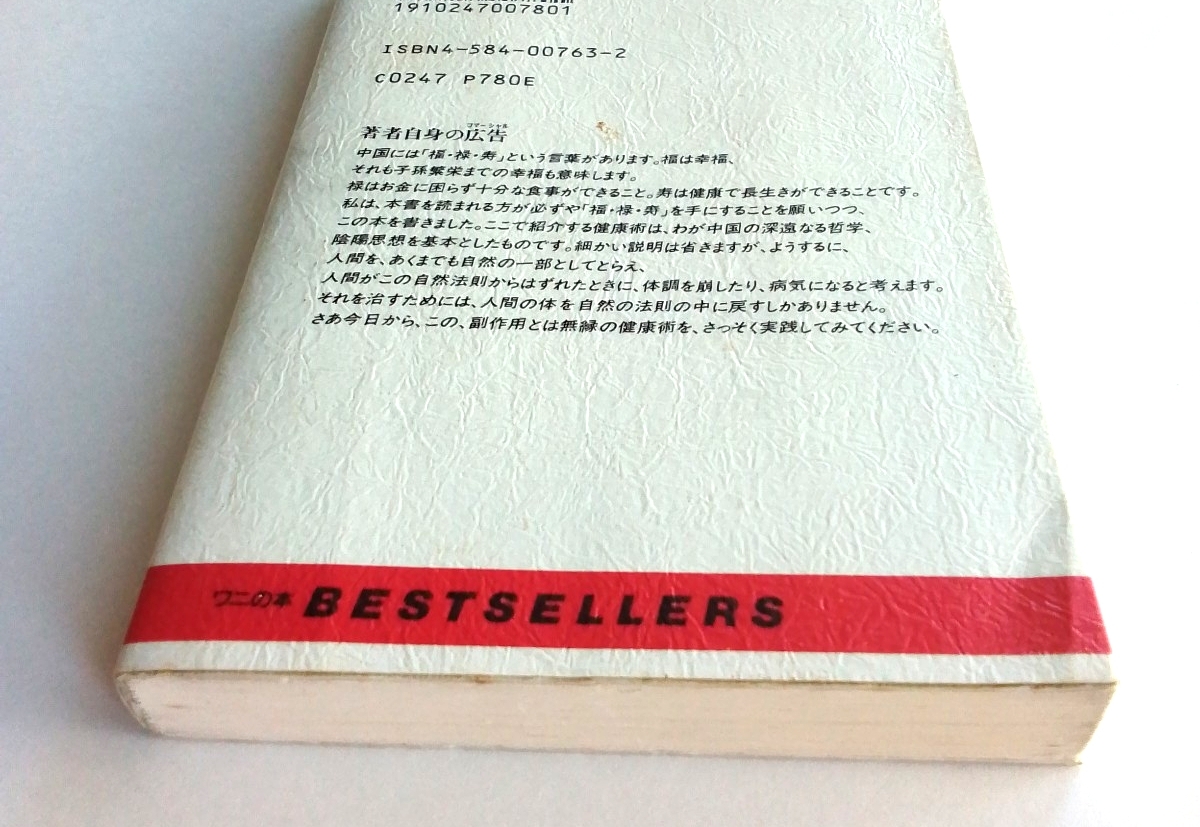 1910247007801
ISBN4-584-00763-2
C0247 P780E
コマーシャル
著者自身の広告
中国には「福・禄・寿」という言葉があります。福は幸福、
それも子孫繁栄までの幸福も意味します。
禄はお金に困らず十分な食事ができること。寿は健康で長生きができることです。
私は、本書を読まれる方が必ずや「福・禄・寿」を手にすることを願いつつ、
この本を書きました。ここで紹介する健康術は、わが中国の深遠なる哲学、
陰陽思想を基本としたものです。細かい説明は省きますが、ようするに、
人間を、あくまでも自然の一部としてとらえ、
人間がこの自然法則からはずれたときに、体調を崩したり、病気になると考えます。
それを治すためには、人間の体を自然の法則の中に戻すしかありません。
さあ今日から、この、副作用とは無縁の健康術を、さっそく実践してみてください。
ワニの本 BESTSELLERS